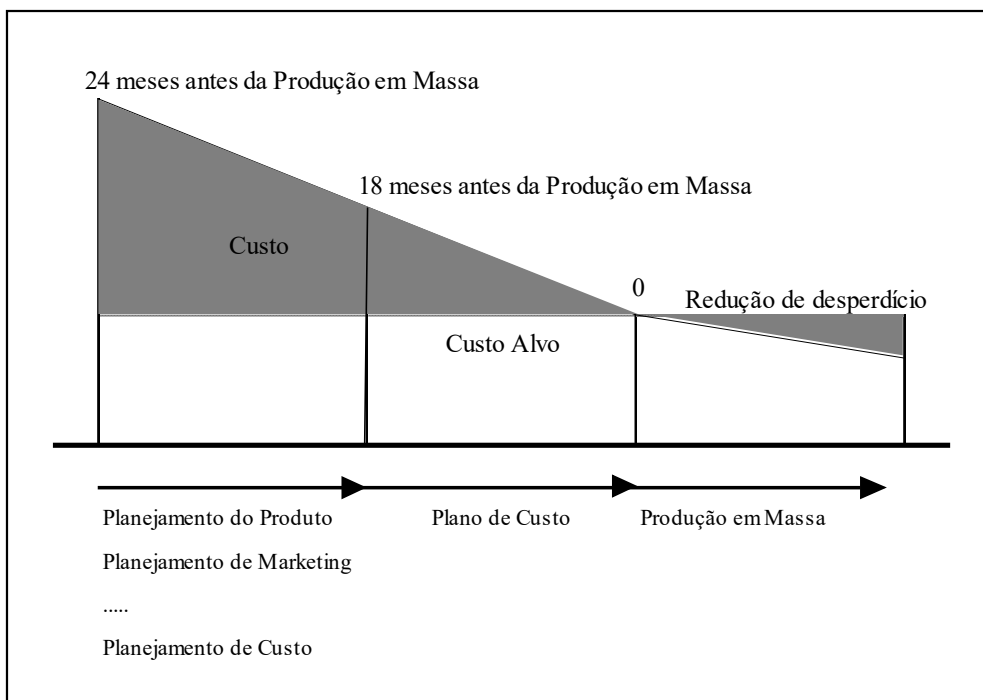 24 meses antes da Produção em Massa
18 meses antes da Produção em Massa
Custo
0
Redução de desperdício
Custo Alvo
Planejamento do Produto
Plano de Custo
Produção em Massa
Planejamento de Marketing
.....
Planejamento de Custo